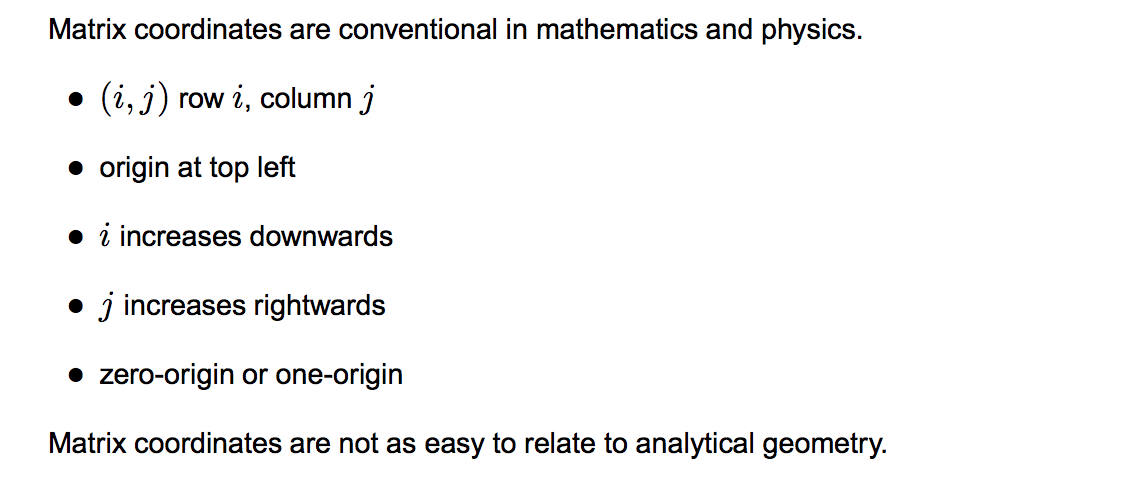 Matrix coordinates are conventional in mathematics and physics.
● (i, j) row i, column j
● origin at top left
● i increases downwards
● j increases rightwards
● zero-origin or one-origin
Matrix coordinates are not as easy to relate to analytical geometry.